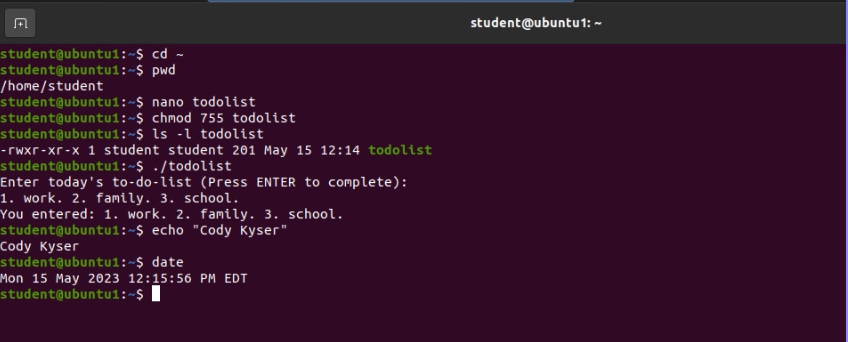 student@ubuntu1: ~
student@ubuntu1:~$ cd ~
student@ubuntu1:~$ pwd
/home/student
student@ubuntu1:~$ nano todolist
student@ubuntu1:~$ chmod 755 todolist
student@ubuntu1:~$ ls -l todolist
-rwxr-xr-x 1 student student 201 May 15 12:14 todolist
student@ubuntu1:~$ ./todolist
Enter today's to-do-list (Press ENTER to complete):
1. work. 2. family. 3. school.
You entered: 1. work. 2. family. 3. school.
student@ubuntu1:~$ echo "Cody Kyser"
Cody Kyser
student@ubuntu1:~$ date
Mon 15 May 2023 12:15:56 PM EDT
student@ubuntu1:~$